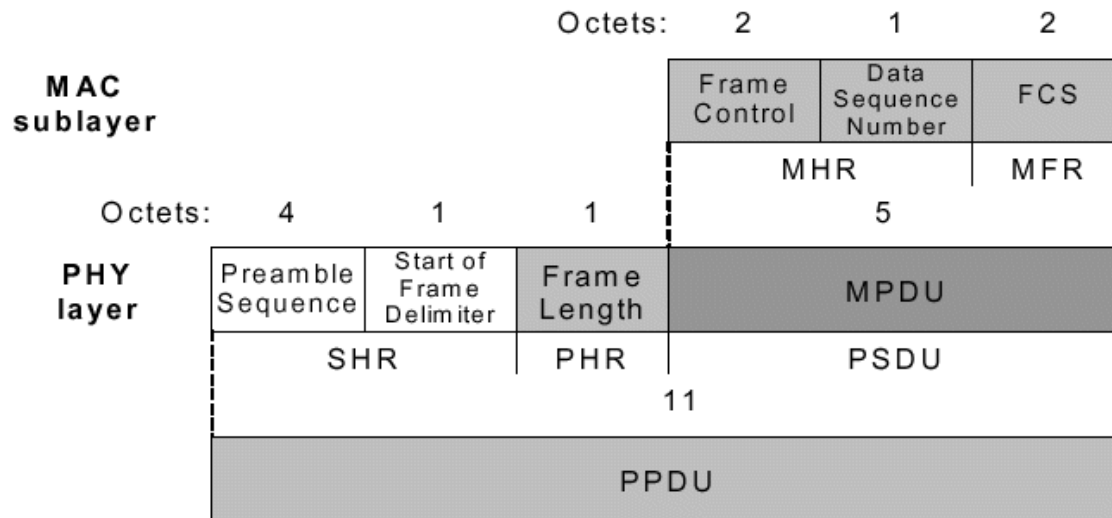 Octets: 2 1 2
MAC
sublayer
Frame
Control
Data
Sequence
Number
FCS
MHR MFR
Octets: 4 1 1 5
PHY
layer
Preamble
Sequence
Start of
Frame
Delimiter
Frame
Length
MPDU
SHR PHR PSDU
11
PPDU